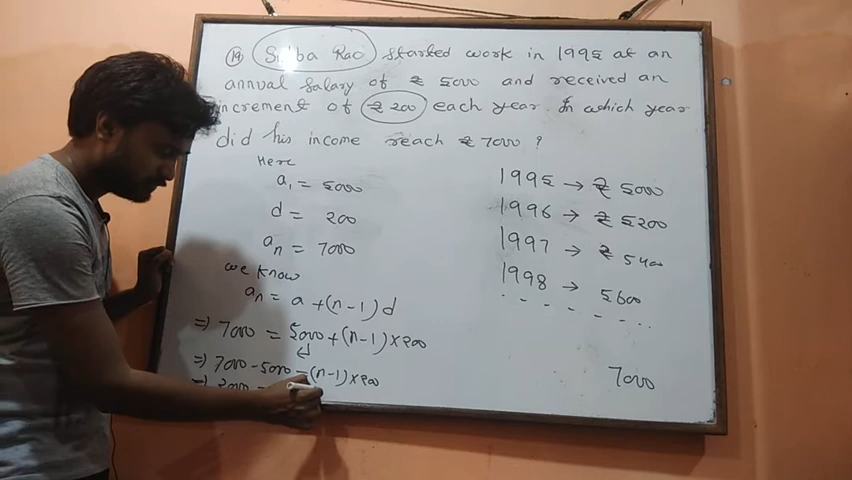 (19) Subba Rao started work in 1995 at an
annual salary of ₹ 5000 and received an
increment of ₹ 200 each year In which year
did his income reach ₹ 7000 ?
Here
a₁ = 5000
d = 200
aₙ = 7000
we know
aₙ = a + (n - 1) d
=> 7000 = 5000 + (n - 1) × 200
=> 7000 - 5000 = (n - 1) × 200
=> 2000 =
1995 → ₹ 5000
1996 → ₹ 5200
1997 → ₹ 5400
1998 → 5600
7000